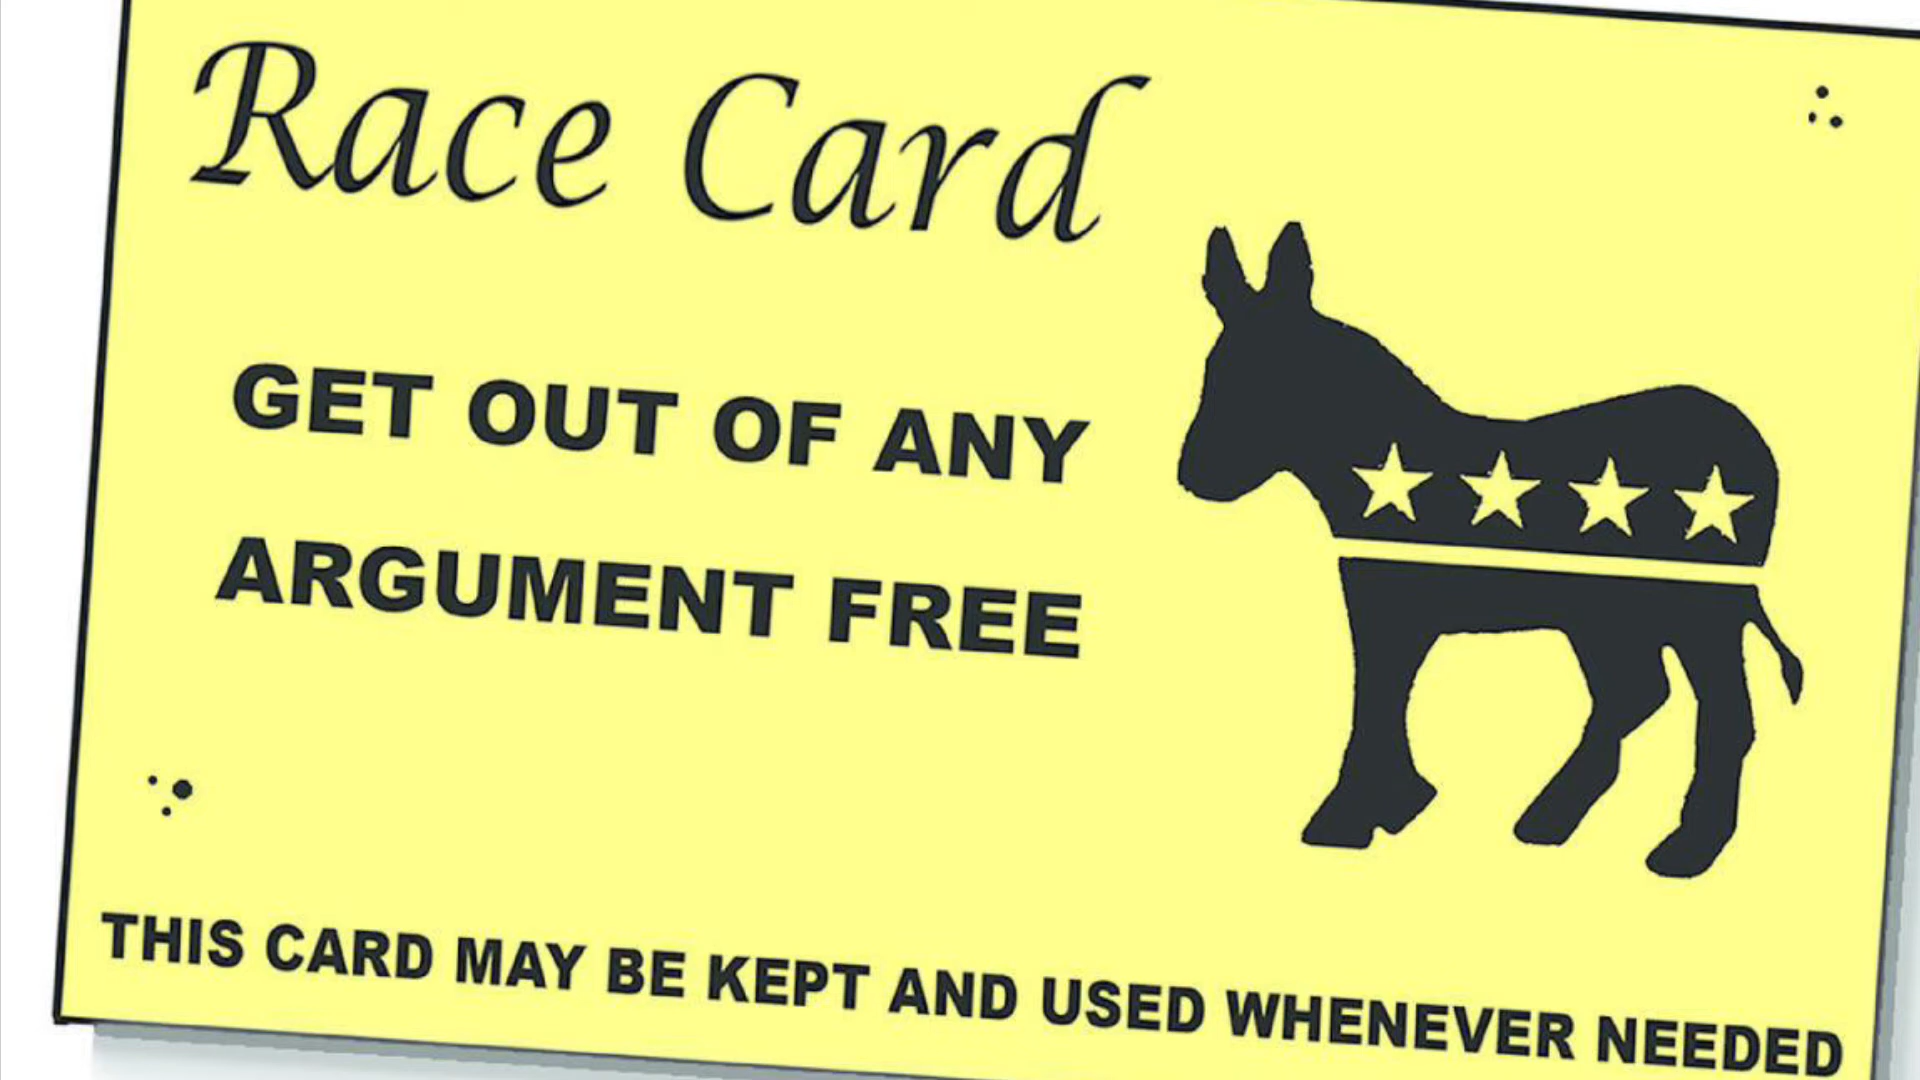 Race Card
GET OUT OF ANY
ARGUMENT FREE
THIS CARD MAY BE KEPT AND USED WHENEVER NEEDED